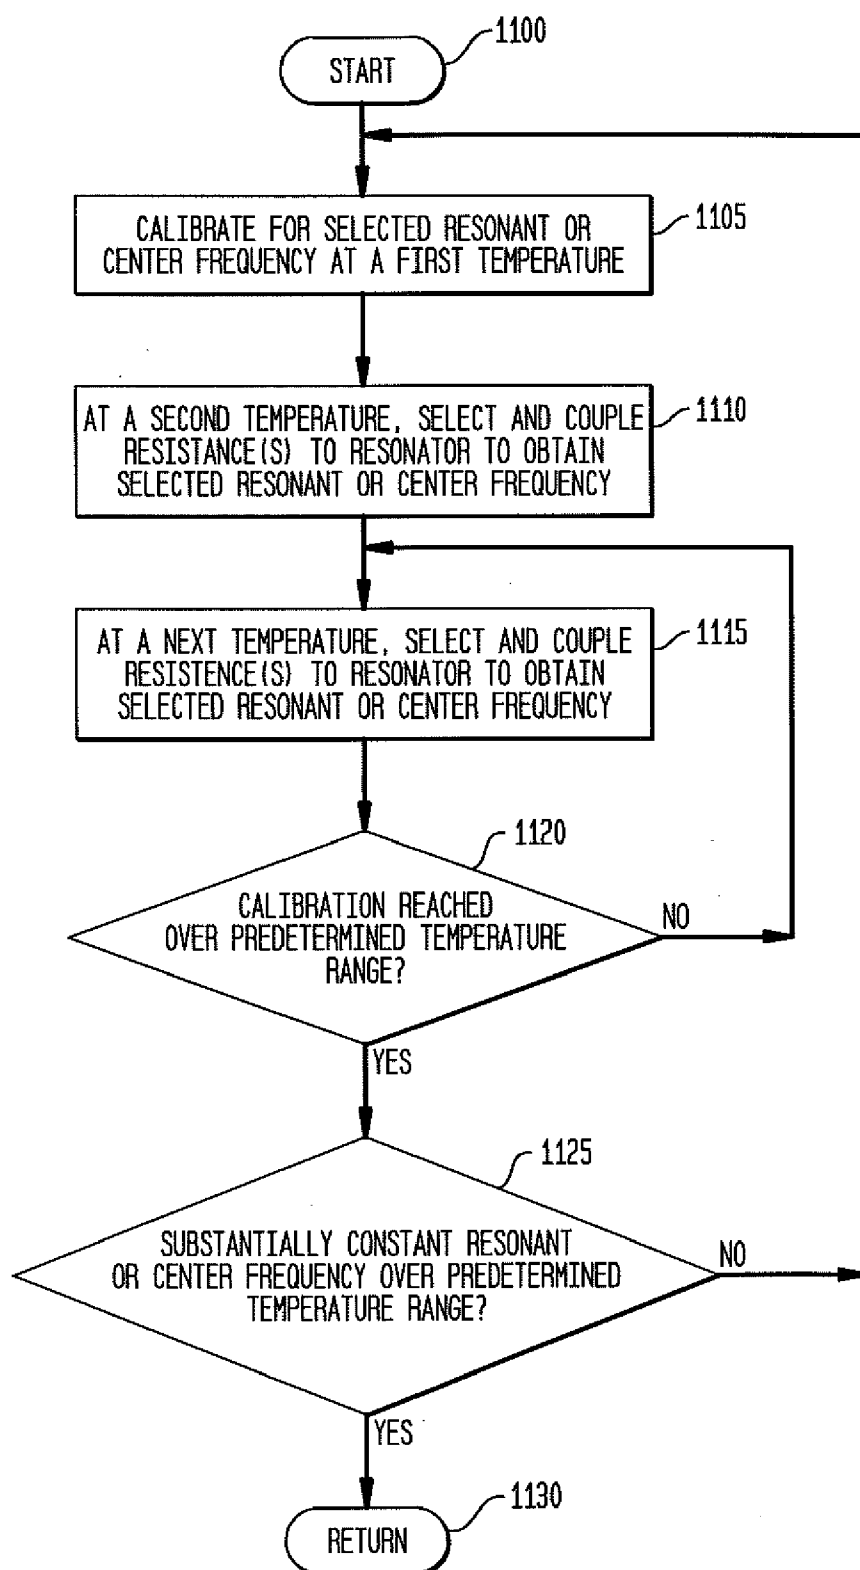 1100
START
CALIBRATE FOR SELECTED RESONANT OR
CENTER FREQUENCY AT A FIRST TEMPERATURE
1105
AT A SECOND TEMPERATURE, SELECT AND COUPLE
RESISTANCE(S) TO RESONATOR TO OBTAIN
SELECTED RESONANT OR CENTER FREQUENCY
1110
AT A NEXT TEMPERATURE, SELECT AND COUPLE
RESISTENCE(S) TO RESONATOR TO OBTAIN
SELECTED RESONANT OR CENTER FREQUENCY
1115
1120
CALIBRATION REACHED
OVER PREDETERMINED TEMPERATURE
RANGE?
NO
YES
1125
SUBSTANTIALLY CONSTANT RESONANT
OR CENTER FREQUENCY OVER PREDETERMINED
TEMPERATURE RANGE?
NO
YES
1130
RETURN